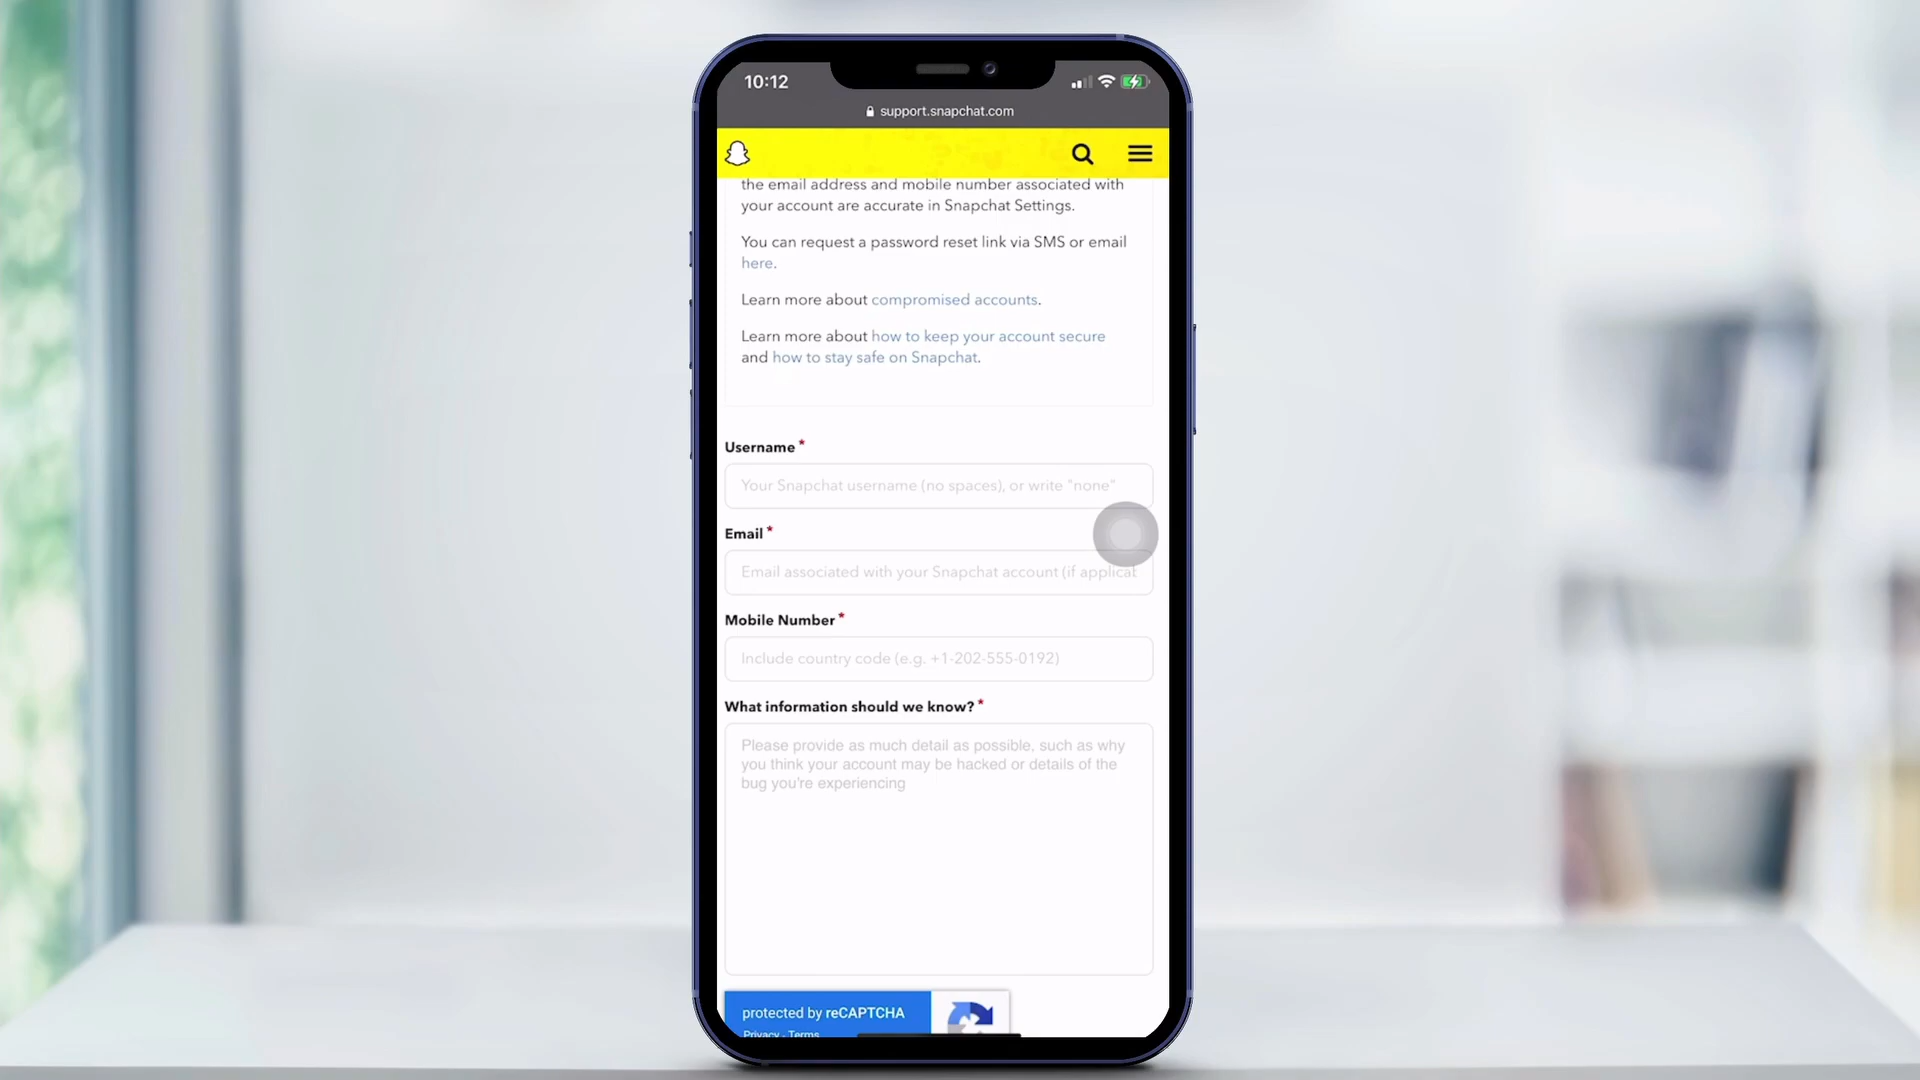 10:12
support.snapchat.com
the email address and mobile number associated with
your account are accurate in Snapchat Settings.
You can request a password reset link via SMS or email
here.
Learn more about compromised accounts.
Learn more about how to keep your account secure
and how to stay safe on Snapchat.
Username *
Your Snapchat username (no spaces), or write "none"
Email *
Email associated with your Snapchat account (if applicat
Mobile Number *
Include country code (e.g. +1-202-555-0192)
What information should we know? *
Please provide as much detail as possible, such as why
you think your account may be hacked or details of the
bug you're experiencing
protected by reCAPTCHA
Privacy - Terms